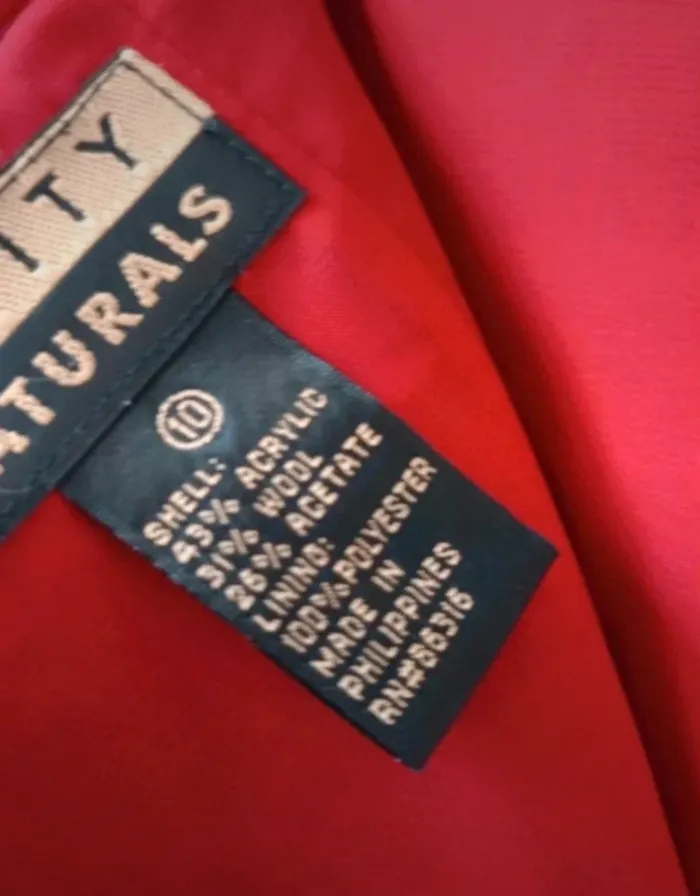 ITY
ATURALS
10
SHELL:
43% ACRYLIC
31% WOOL
26% ACETATE
LINING:
100% POLYESTER
MADE IN
PHILIPPINES
RN#86316